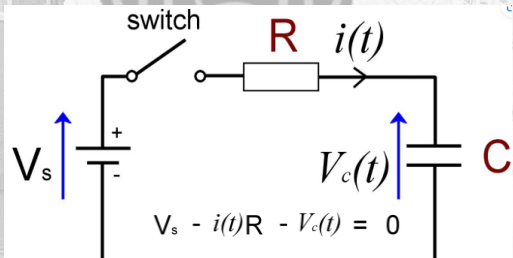 switch
R i(t)
+
Vs
-
Vc(t)
C
Vs - i(t)R - Vc(t) = 0